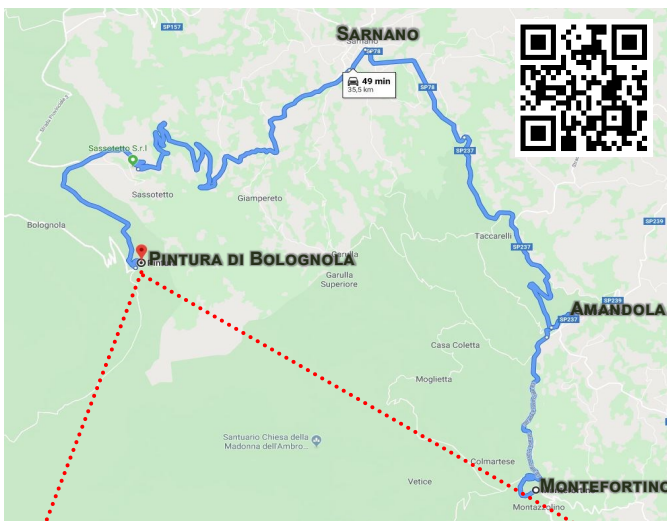 SP157
SARNANO
SP78
49 min
35,5 km
SP78
SP237
Sassotetto S.r.l
Sassotetto
Giampereto
SP239
Bolognola
Taccarelli
SP237
PINTURA DI BOLOGNOLA
Garulla
Superiore
SP239
AMANDOLA
SP237
Casa Coletta
Moglietta
Santuario Chiesa della
Madonna dell'Ambro...
Colmartese
Vetice
MONTEFORTINO
Montazzolino